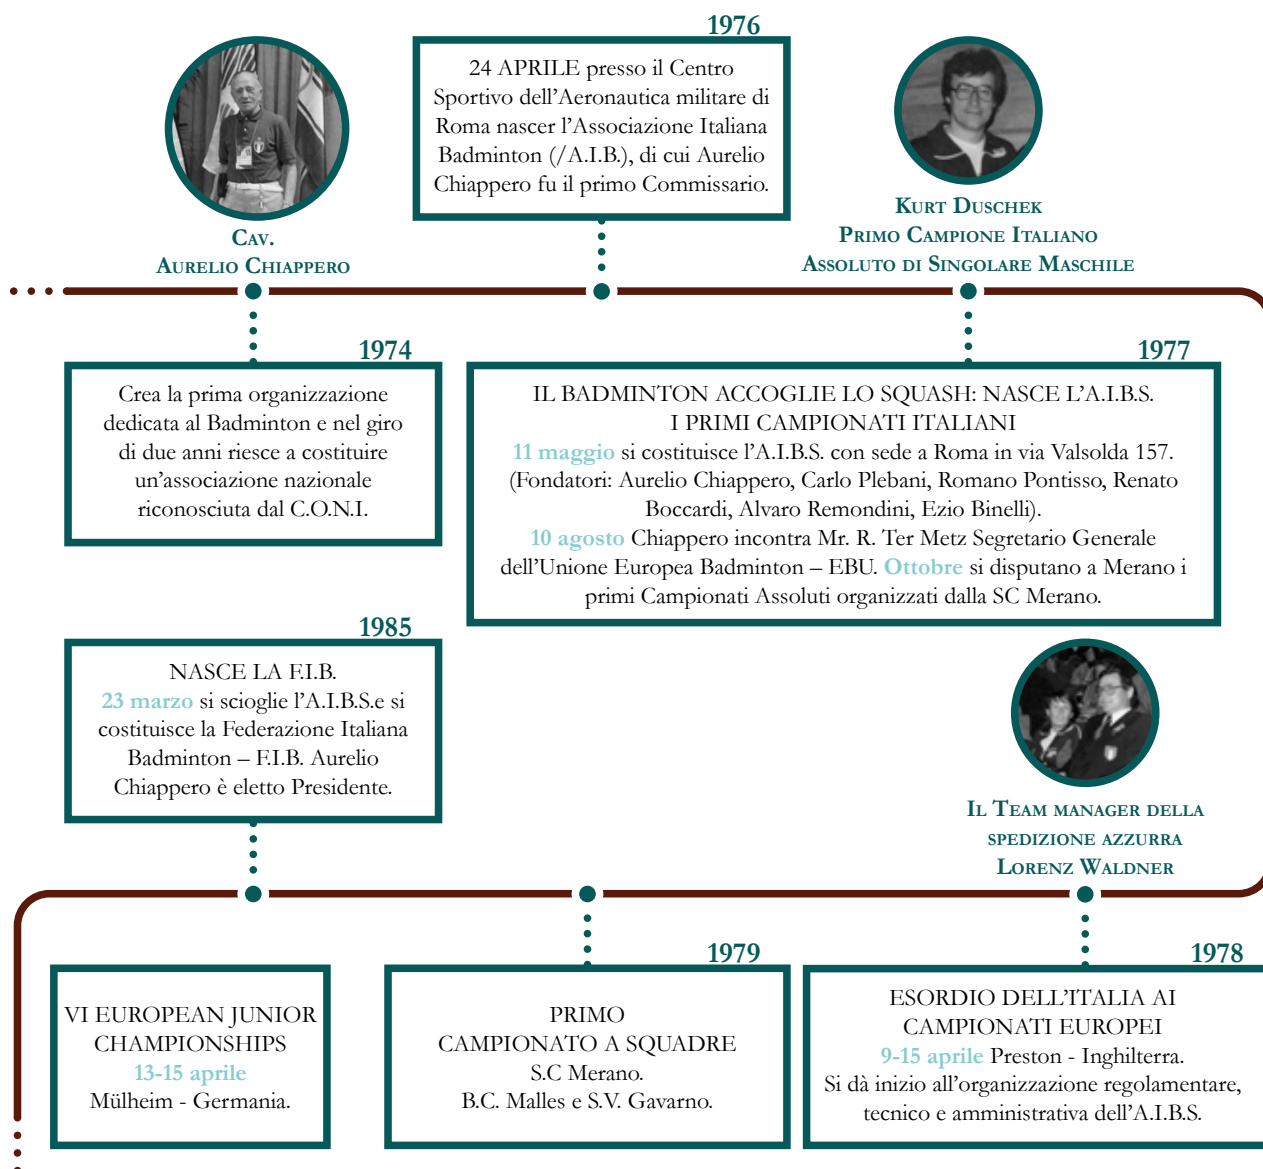 1976
24 APRILE presso il Centro
Sportivo dell'Aeronautica militare di
Roma nascer l'Associazione Italiana
Badminton (/A.I.B.), di cui Aurelio
Chiappero fu il primo Commissario.
Cav.
Aurelio Chiappero
Kurt Duschek
Primo Campione Italiano
Assoluto di Singolare Maschile
1974
Crea la prima organizzazione
dedicata al Badminton e nel giro
di due anni riesce a costituire
un'associazione nazionale
riconosciuta dal C.O.N.I.
1977
IL BADMINTON ACCOGLIE LO SQUASH: NASCE L'A.I.B.S.
I PRIMI CAMPIONATI ITALIANI
11 maggio si costituisce l'A.I.B.S. con sede a Roma in via Valsolda 157.
(Fondatori: Aurelio Chiappero, Carlo Plebani, Romano Pontisso, Renato
Boccardi, Alvaro Remondini, Ezio Binelli).
10 agosto Chiappero incontra Mr. R. Ter Metz Segretario Generale
dell'Unione Europea Badminton – EBU. Ottobre si disputano a Merano i
primi Campionati Assoluti organizzati dalla SC Merano.
1985
NASCE LA F.I.B.
23 marzo si scioglie l'A.I.B.S.e si
costituisce la Federazione Italiana
Badminton – F.I.B. Aurelio
Chiappero è eletto Presidente.
Il Team manager della
spedizione azzurra
Lorenz Waldner
VI EUROPEAN JUNIOR
CHAMPIONSHIPS
13-15 aprile
Mülheim - Germania.
1979
PRIMO
CAMPIONATO A SQUADRE
S.C Merano.
B.C. Malles e S.V. Gavarno.
1978
ESORDIO DELL'ITALIA AI
CAMPIONATI EUROPEI
9-15 aprile Preston - Inghilterra.
Si dà inizio all'organizzazione regolamentare,
tecnico e amministrativa dell'A.I.B.S.